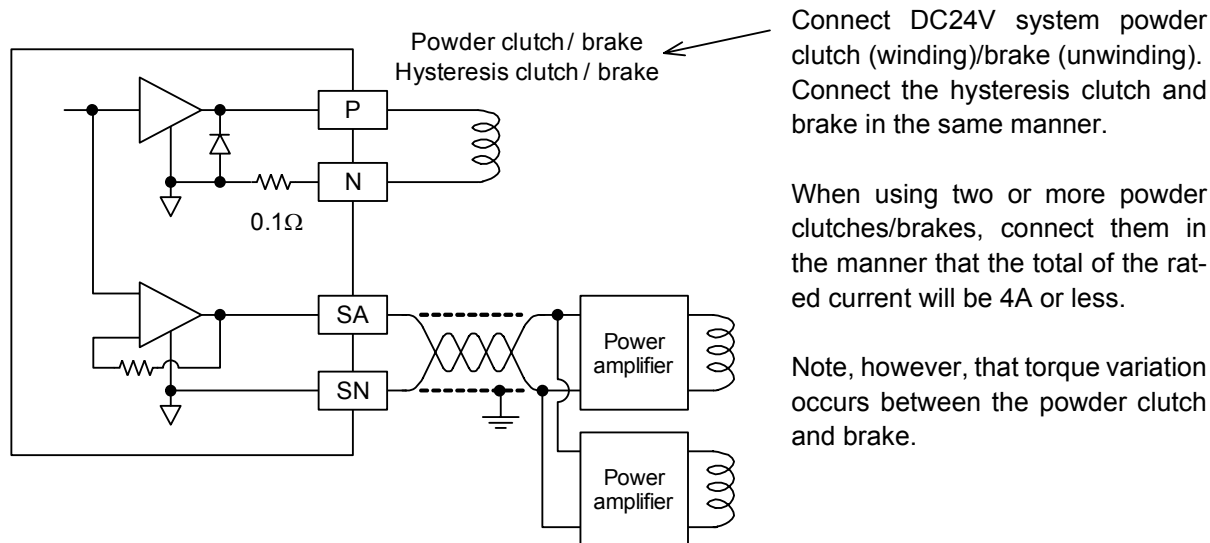 Powder clutch / brake
Hysteresis clutch / brake
P
N
0.1Ω
SA
SN
Power
amplifier
Power
amplifier
Connect DC24V system powder
clutch (winding)/brake (unwinding).
Connect the hysteresis clutch and
brake in the same manner.
When using two or more powder
clutches/brakes, connect them in
the manner that the total of the rat-
ed current will be 4A or less.
Note, however, that torque variation
occurs between the powder clutch
and brake.